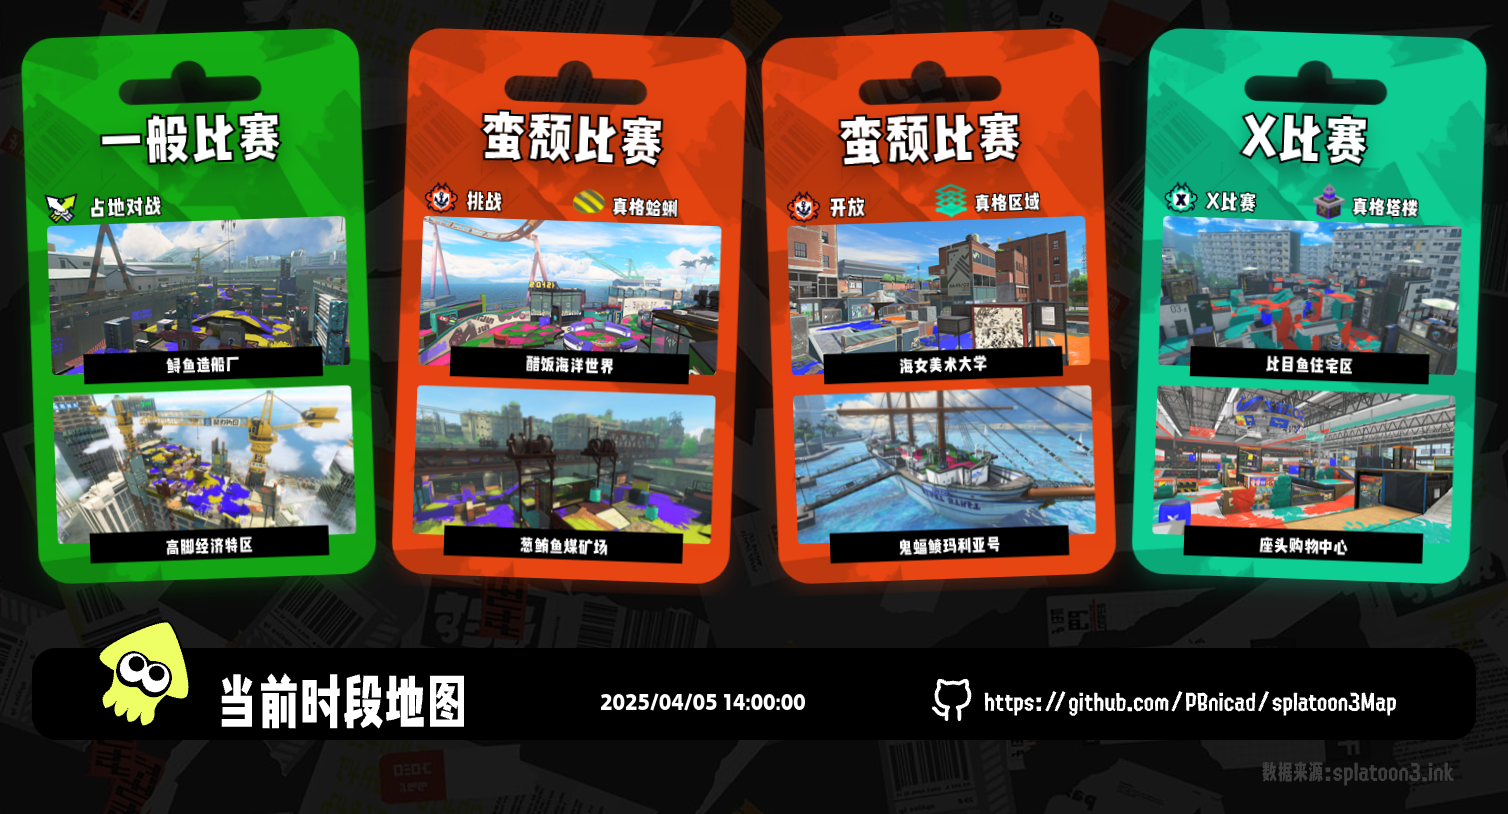 一般比赛
占地对战
鲟鱼造船厂
高脚经济特区
蛮颓比赛
挑战
真格蛤蜊
醋饭海洋世界
葱鲔鱼煤矿场
蛮颓比赛
开放
真格区域
海女美术大学
鬼蝠鲼玛利亚号
X比赛
X比赛
真格塔楼
比目鱼住宅区
座头购物中心
当前时段地图
2025/04/05 14:00:00
https://github.com/PBnicad/splatoon3Map
数据来源:splatoon3.ink